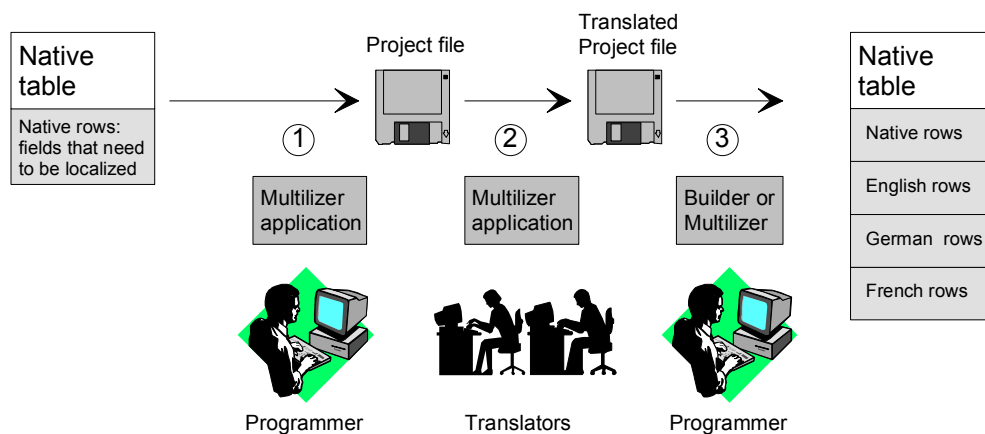 Native
table
Native rows:
fields that need
to be localized
Project file
Translated
Project file
1
2
3
Multilizer
application
Multilizer
application
Builder or
Multilizer
Programmer
Translators
Programmer
Native
table
Native rows
English rows
German rows
French rows